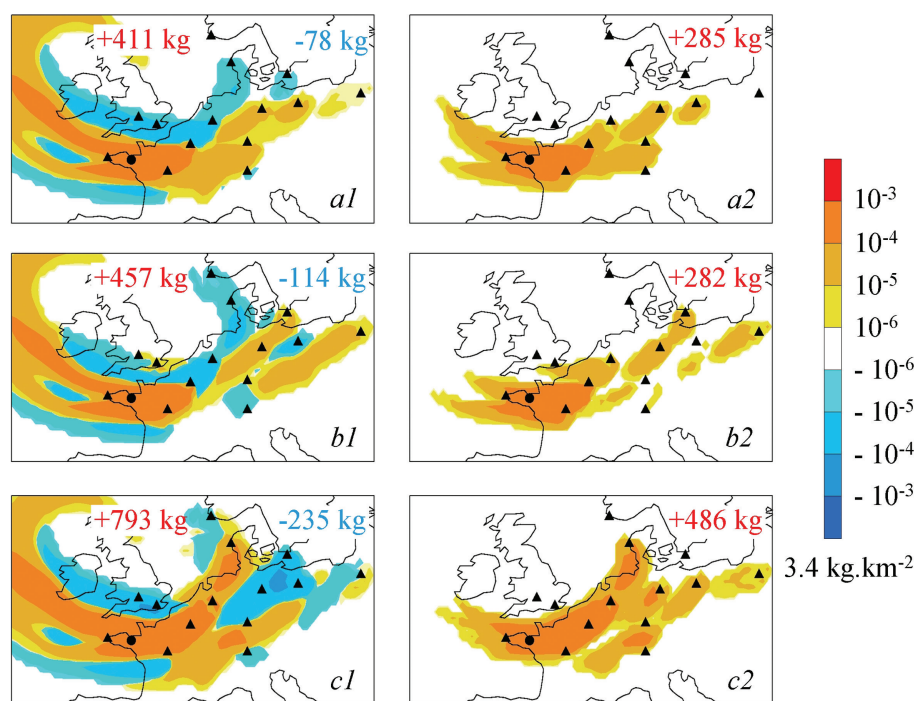 +411 kg
-78 kg
a1
+285 kg
a2
+457 kg
-114 kg
b1
+282 kg
b2
+793 kg
-235 kg
c1
+486 kg
c2
10⁻³
10⁻⁴
10⁻⁵
10⁻⁶
- 10⁻⁶
- 10⁻⁵
- 10⁻⁴
- 10⁻³
3.4 kg.km⁻²